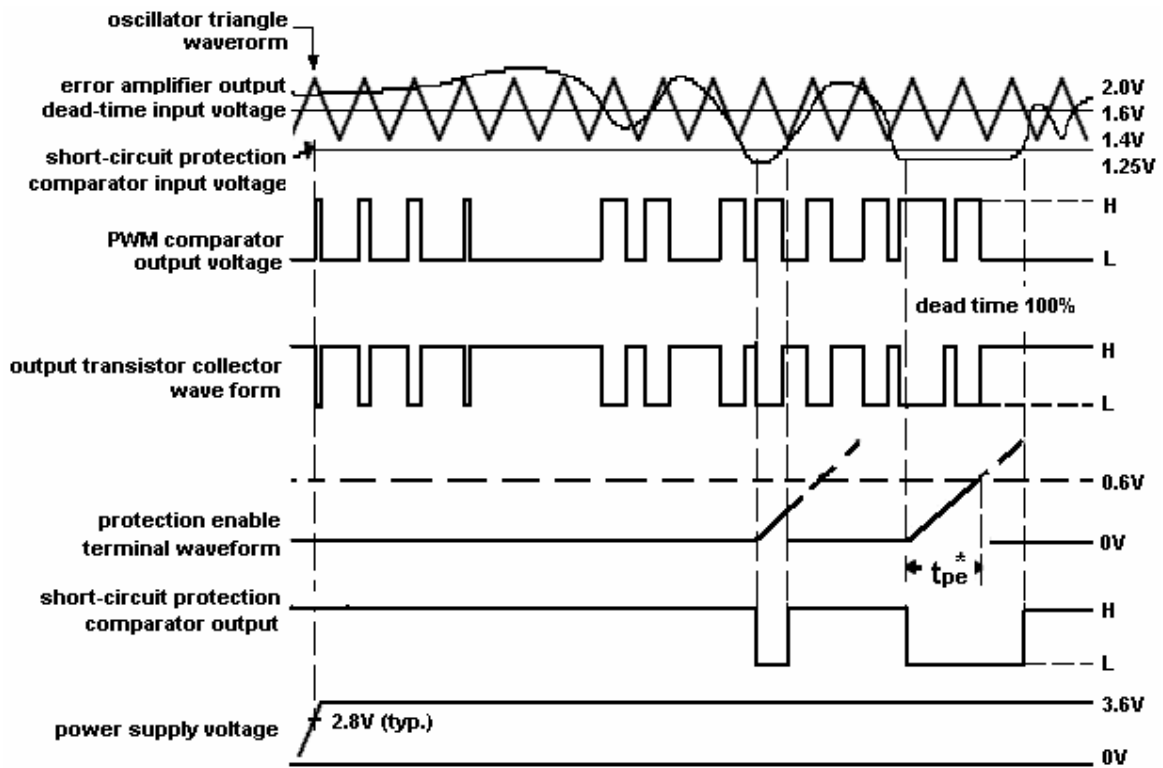 oscillator triangle
waveform
error amplifier output
dead-time input voltage
2.0V
1.6V
1.4V
short-circuit protection
comparator input voltage
1.25V
H
PWM comparator
output voltage
L
dead time 100%
H
output transistor collector
wave form
L
0.6V
protection enable
terminal waveform
0V
tpe*
short-circuit protection
comparator output
H
L
3.6V
2.8V (typ.)
power supply voltage
0V